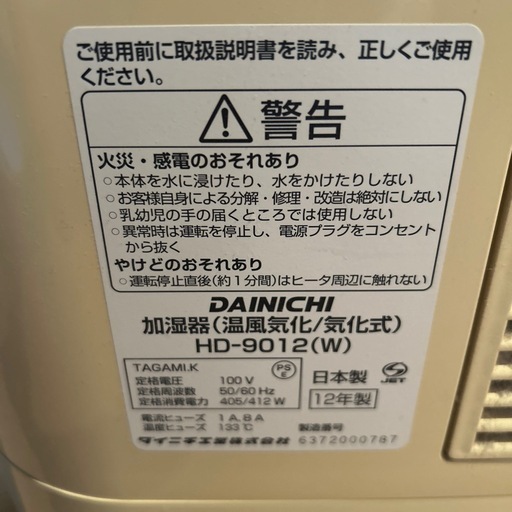 ご使用前に取扱説明書を読み、正しくご使用
ください。
警告
火災・感電のおそれあり
○本体を水に浸けたり、水をかけたりしない
○お客様自身による分解・修理・改造は絶対にしない
○乳幼児の手の届くところでは使用しない
○異常時は運転を停止し、電源プラグをコンセント
から抜く
やけどのおそれあり
○運転停止直後(約1分間)はヒータ周辺に触れない
DAINICHI
加湿器(温風気化/気化式)
HD-9012(W)
TAGAMI.K
PS E
日本製
JET
定格電圧 100 V
定格周波数 50/60 Hz
12年製
定格消費電力 405/412 W
電流ヒューズ 1 A,8 A
温度ヒューズ 133℃
製造番号
ダイニチ工業株式会社 6372000787